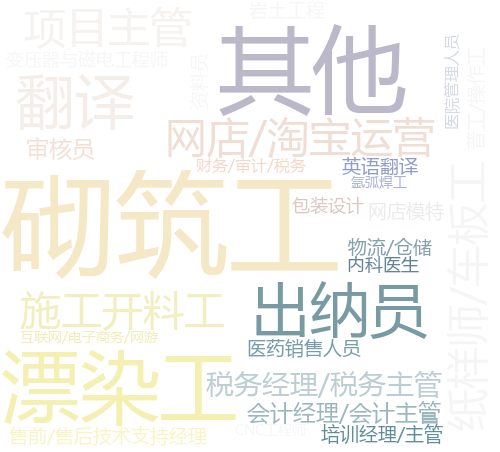 岩土工程
项目主管
其他
变压器与磁电工程师
资料员
医院管理人员
普工/操作工
翻译
网店/淘宝运营
审核员
财务/审计/税务
英语翻译
氩弧焊工
砌筑工
包装设计
网店模特
纸样师/车板工
物流/仓储
内科医生
施工开料工
出纳员
互联网/电子商务/网游
医药销售人员
漂染工
税务经理/税务主管
会计经理/会计主管
售前/售后技术支持经理
CNC工程师
培训经理/主管